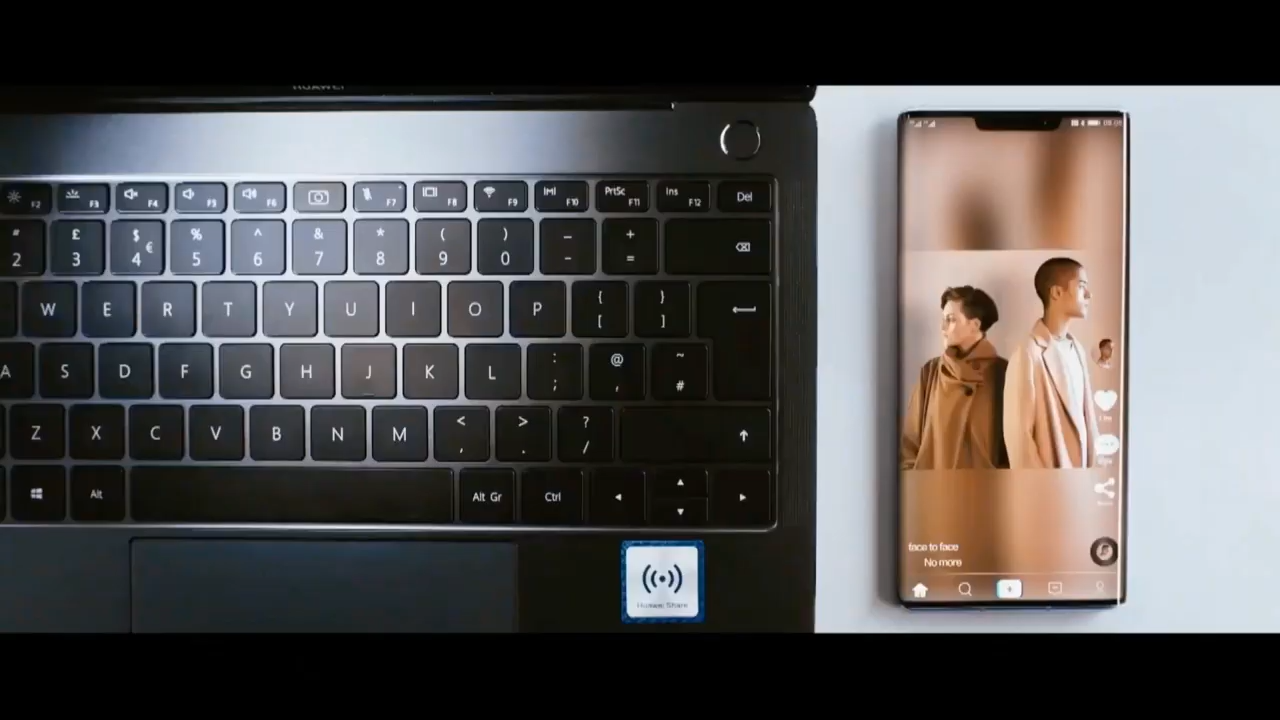 HUAWEI
F2 F3 F4 F5 F6 F7 F8 F9 F10 PrtSc F11 Ins F12 Del
# 2 £ 3 $ 4 € % 5 ^ 6 & 7 * 8 ( 9 ) 0 _ - + =
W E R T Y U I O P { [ } ]
A S D F G H J K L : ; @ ' ~ #
Z X C V B N M < , > . ? /
Alt Alt Gr Ctrl
Huawei Share
face to face
No more